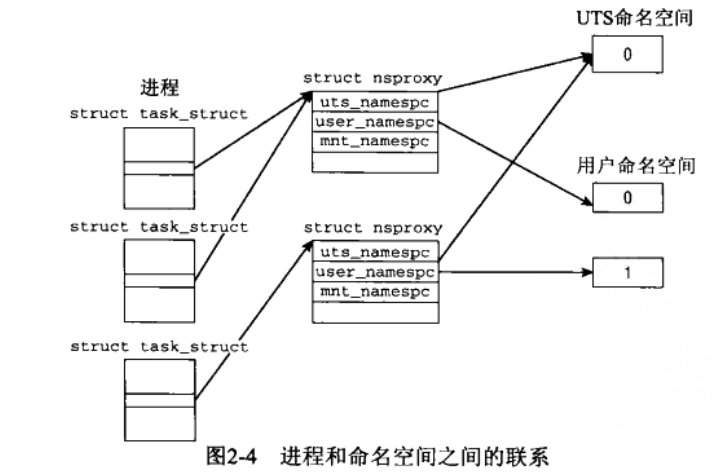 UTS命名空间
0
进程
struct task_struct
struct nsproxy
uts_namespc
user_namespc
mnt_namespc
用户命名空间
0
struct task_struct
struct nsproxy
uts_namespc
user_namespc
mnt_namespc
1
struct task_struct
图2-4 进程和命名空间之间的联系